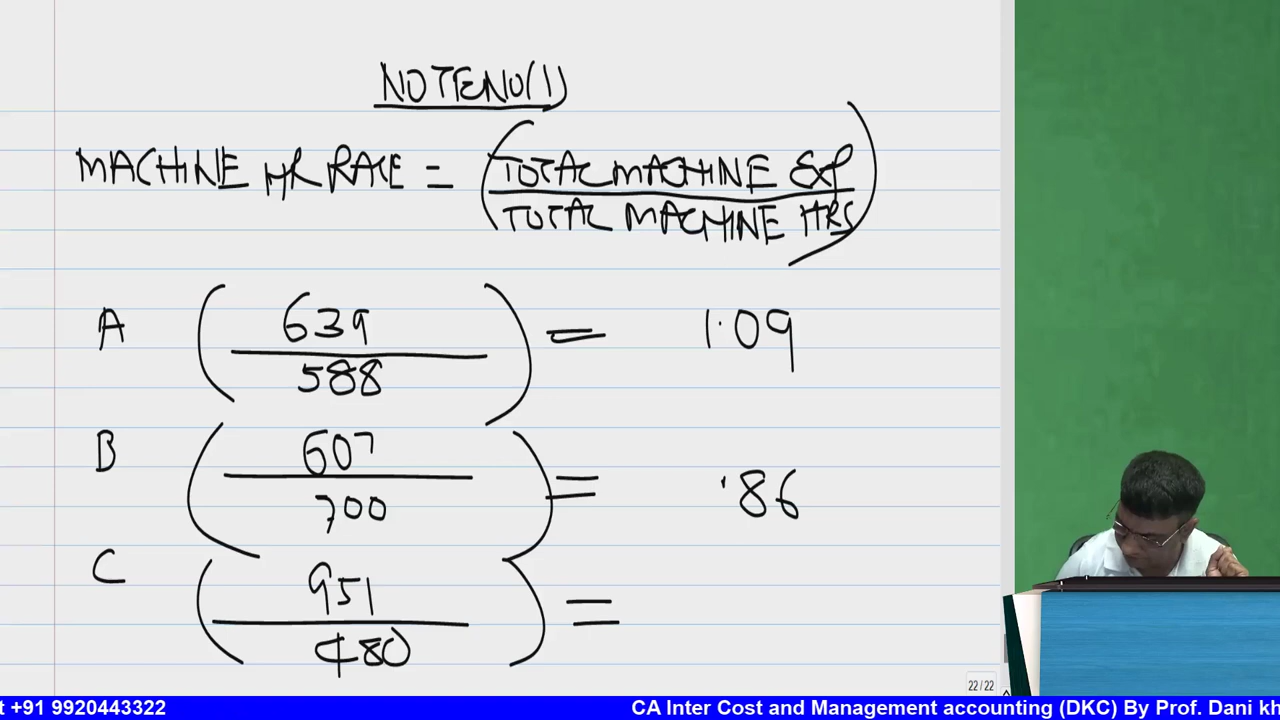 NOTE NO(1)
MACHINE HR RATE = (TOTAL MACHINE EXP
TOTAL MACHINE HRS)
A (639
588) = 1.09
B (607
700) = .86
C (951
480) =
22/22
t +91 9920443322 CA Inter Cost and Management accounting (DKC) By Prof. Dani kh